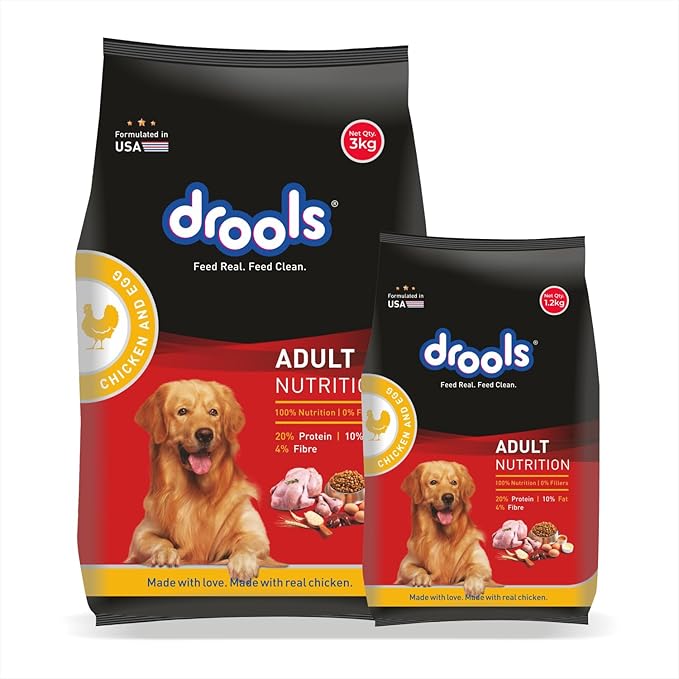 Formulated in
USA
Net Qty.
3kg
drools®
Feed Real. Feed Clean.
CHICKEN AND EGG
ADULT
NUTRITIO
100% Nutrition | 0% F
20% Protein | 10%
4% Fibre
Made with love. Made with real chicken.
Formulated in
USA
Net Qty.
1.2kg
drools®
Feed Real. Feed Clean.
CHICKEN AND EGG
ADULT
NUTRITION
100% Nutrition | 0% Fillers
20% Protein | 10% Fat
4% Fibre
Made with love. Made with real chicken.